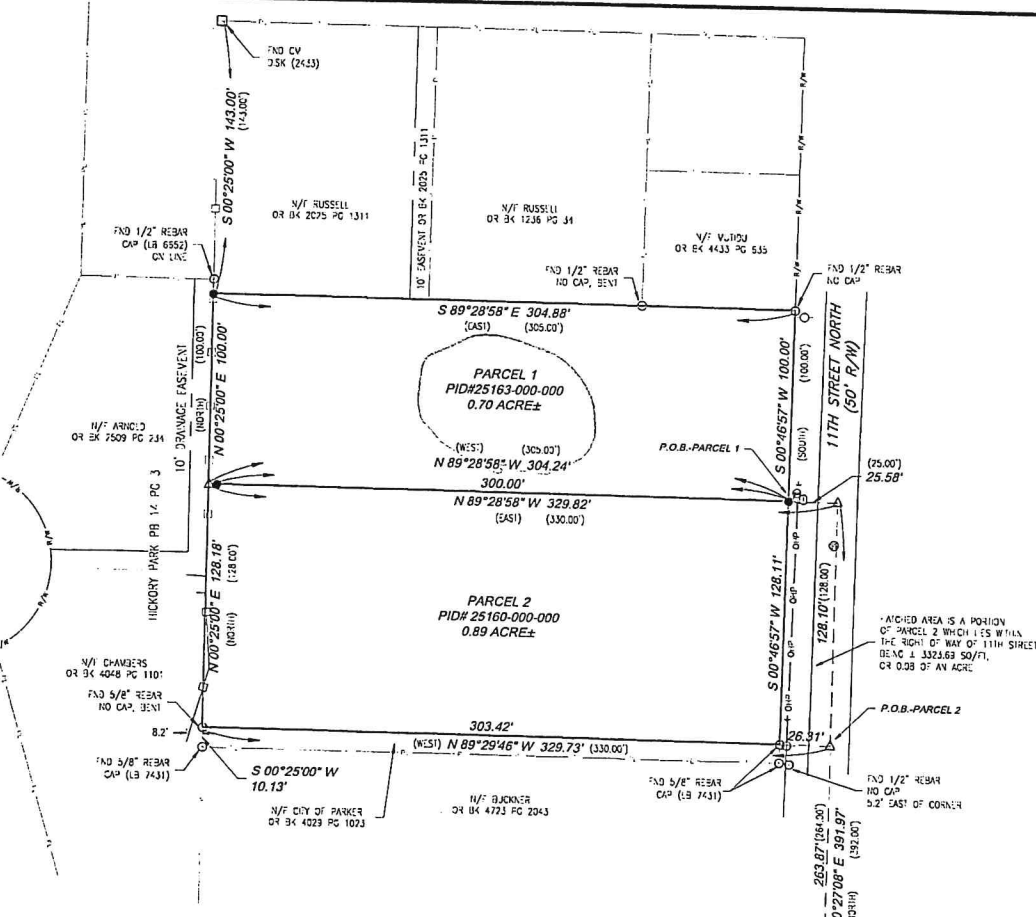 FND CM
DSK (2433)
S 00°25'00" W 143.00'
(143.00')
N/F RUSSELL
OR BK 2025 PG 1311
10' EASEMENT OR BK 2025 PG 1311
N/F RUSSELL
OR BK 1236 PG 34
OR BK 4433 PG 535
R/W
R/W
R/W
FND 1/2" REBAR
CAP (LB 6552)
ON LINE
FND 1/2" REBAR
NO CAP, BENT
FND 1/2" REBAR
NO CAP
S 89°28'58" E 304.88'
(EAST) (305.00')
PARCEL 1
PID#25163-000-000
0.70 ACRE±
(WEST) (305.00')
N 89°28'58" W 304.24'
300.00'
N 89°28'58" W 329.82'
(EAST) (330.00')
N 00°25'00" E 100.00'
(NORTH) (100.00')
10' DRAINAGE EASEMENT
N/F ARNOLD
OR BK 2509 PG 234
HICKORY PARK PB 14 PG 3
R/W
R/W
R/W
R/W
S 00°46'57" W 100.00'
(SOUTH) (100.00')
11TH STREET NORTH
(50' R/W)
P.O.B.-PARCEL 1
(25.00')
25.58'
OHP
OHP
OHP
OHP
N 00°25'00" E 128.18'
(NORTH) (128.00')
PARCEL 2
PID# 25160-000-000
0.89 ACRE±
S 00°46'57" W 128.11'
128.10' (128.00')
HATCHED AREA IS A PORTION
OF PARCEL 2 WHICH LIES WITHIN
THE RIGHT OF WAY OF 11TH STREET
BEING ± 3323.69 SQ/FT,
OR 0.08 OF AN ACRE
P.O.B.-PARCEL 2
N/F CHAMBERS
OR BK 4048 PG 1101
FND 5/8" REBAR
NO CAP, BENT
8.2'
303.42'
26.31'
(WEST) N 89°29'46" W 329.73' (330.00')
FND 5/8" REBAR
CAP (LB 7431)
S 00°25'00" W
10.13'
N/F CITY OF PARKER
OR BK 4029 PG 1023
N/F BUCKNER
OR BK 4723 PG 2043
FND 5/8" REBAR
CAP (LB 7431)
FND 1/2" REBAR
NO CAP
5.2' EAST OF CORNER
263.87' (264.00')
0°27'08" E 391.97'
(392.00')